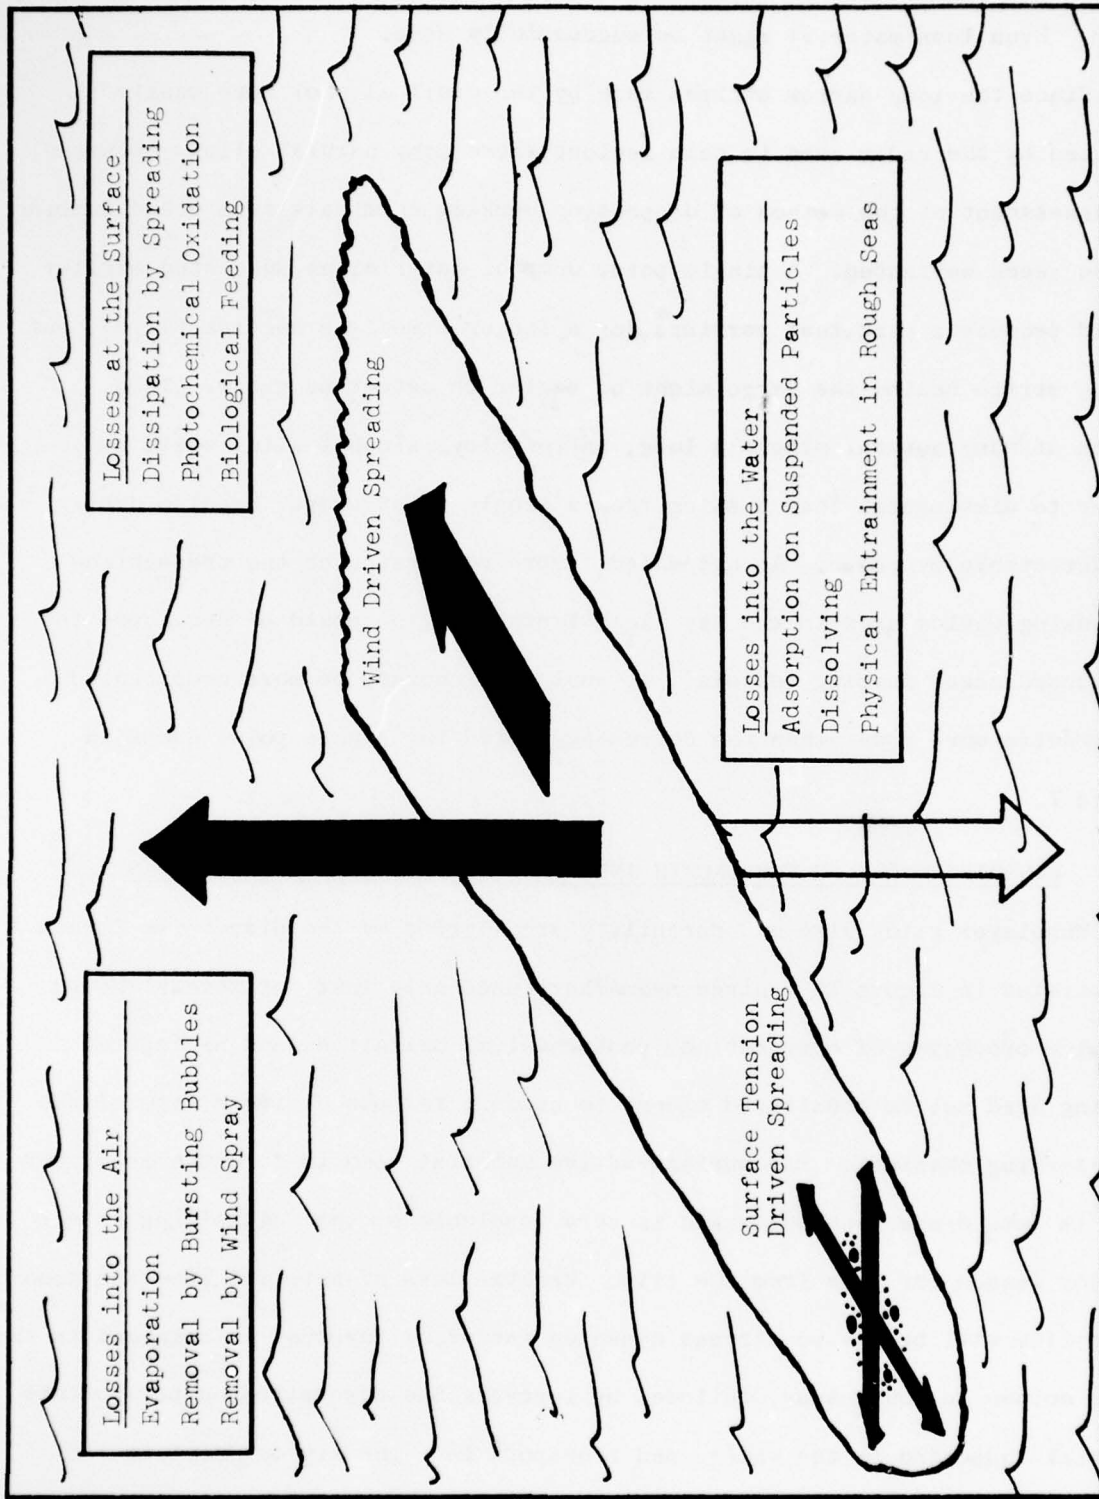 Losses into the Air
Evaporation
Removal by Bursting Bubbles
Removal by Wind Spray
Losses at the Surface
Dissipation by Spreading
Photochemical Oxidation
Biological Feeding
Wind Driven Spreading
Surface Tension
Driven Spreading
Losses into the Water
Adsorption on Suspended Particles
Dissolving
Physical Entrainment in Rough Seas